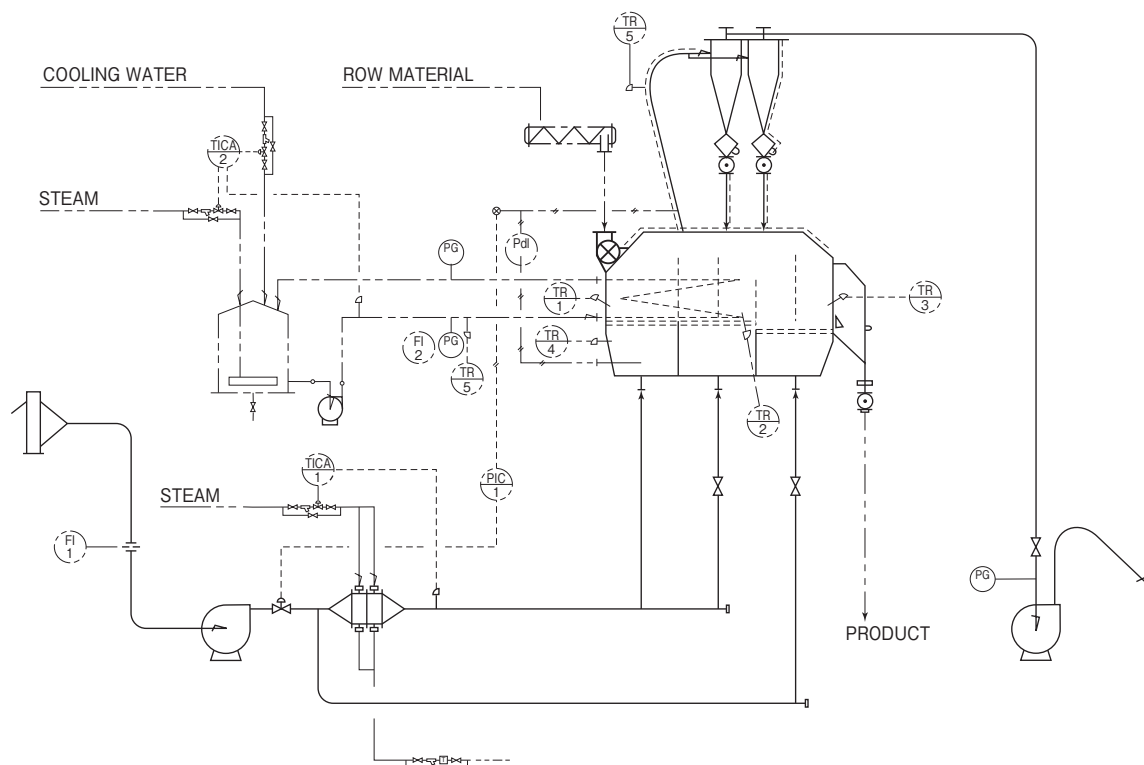 TR
5
COOLING WATER
ROW MATERIAL
TICA
2
STEAM
PG
PdI
TR
1
TR
3
FI
2
PG
TR
4
TR
5
TR
2
TICA
1
PIC
1
STEAM
FI
1
PG
PRODUCT
T